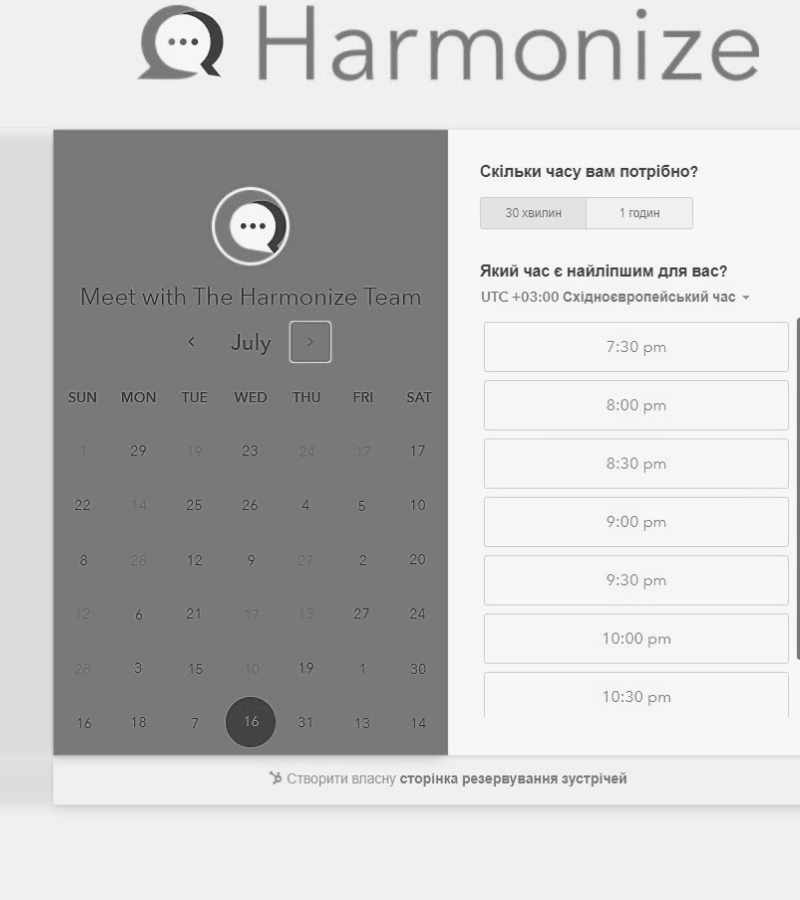 Harmonize
Meet with The Harmonize Team
July
SUN MON TUE WED THU FRI SAT
1 29 19 23 24 17 17
22 14 25 26 4 5 10
8 28 12 9 27 2 20
12 6 21 17 13 27 24
28 3 15 10 19 1 30
16 18 7 16 31 13 14
Скільки часу вам потрібно?
30 хвилин 1 годин
Який час є найліпшим для вас?
UTC +03:00 Східноєвропейський час
7:30 pm
8:00 pm
8:30 pm
9:00 pm
9:30 pm
10:00 pm
10:30 pm
Створити власну сторінка резервування зустрічей